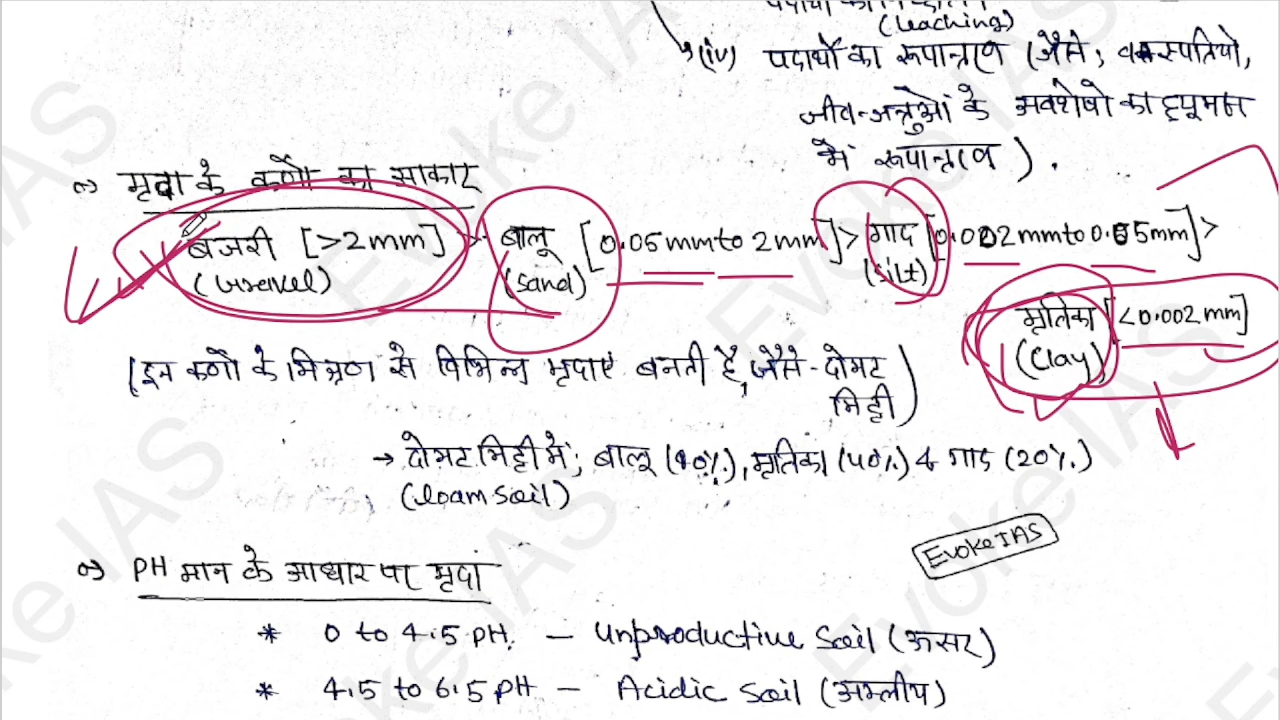 (leaching)
(iv) पदार्थों का रूपान्तरण (जैसे; वनस्पतियो,
जीव-जन्तुओं के अवशेषो का ह्यूमस
में रूपान्तरण).
मृदा के कणों का आकार
बजरी [>2mm] > बालू [0.05mm to 2mm] > गाद [0.002mm to 0.05mm] >
(Gravel) (Sand) (Silt)
मृतिका [<0.002mm]
(Clay)
(इन कणों के मिश्रण से विभिन्न मृदाएं बनती है, जैसे- दोमट
मिट्टी)
→ दोमट मिट्टी में; बालू (40%), मृतिका (40%) & गाद (20%)
(Loam soil)
Evoke IAS
PH मान के आधार पर मृदा
* 0 to 4.5 PH. — Unproductive Soil (ऊसर)
* 4.5 to 6.5 PH — Acidic Soil (अम्लीय)